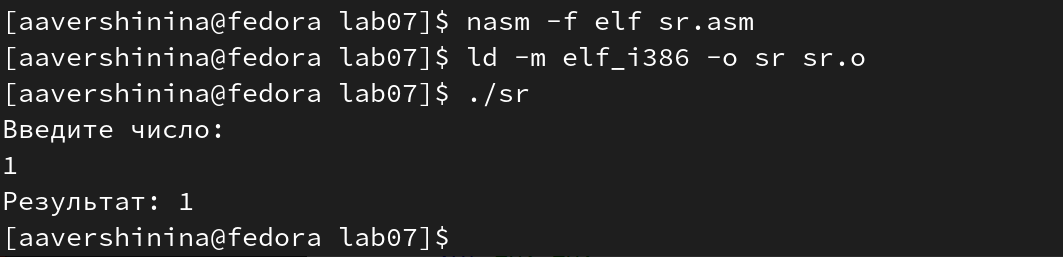 [aavershinina@fedora lab07]$ nasm -f elf sr.asm
[aavershinina@fedora lab07]$ ld -m elf_i386 -o sr sr.o
[aavershinina@fedora lab07]$ ./sr
Введите число:
1
Результат: 1
[aavershinina@fedora lab07]$